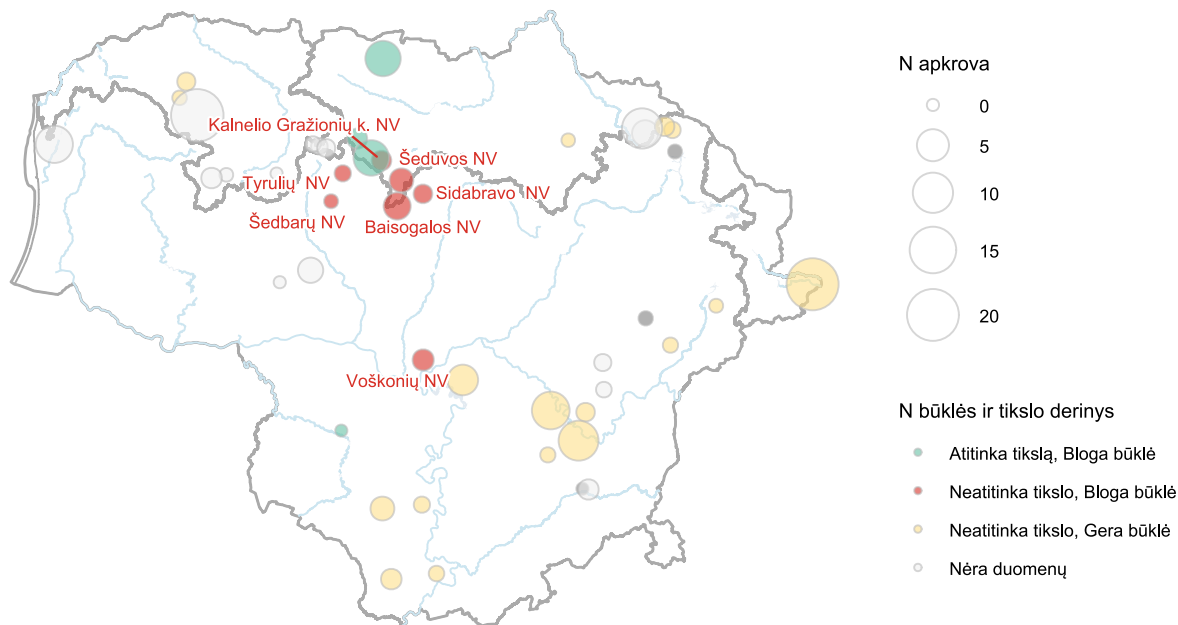 N apkrova
0
5
10
15
20
Kalnelio Gražionių k. NV
Šeduvos NV
Tyrulių NV
Sidabravo NV
Šedbarų NV
Baisogalos NV
Voškonių NV
N būklės ir tikslo derinys
Atitinka tikslą, Bloga būklė
Neatitinka tikslo, Bloga būklė
Neatitinka tikslo, Gera būklė
Nėra duomenų